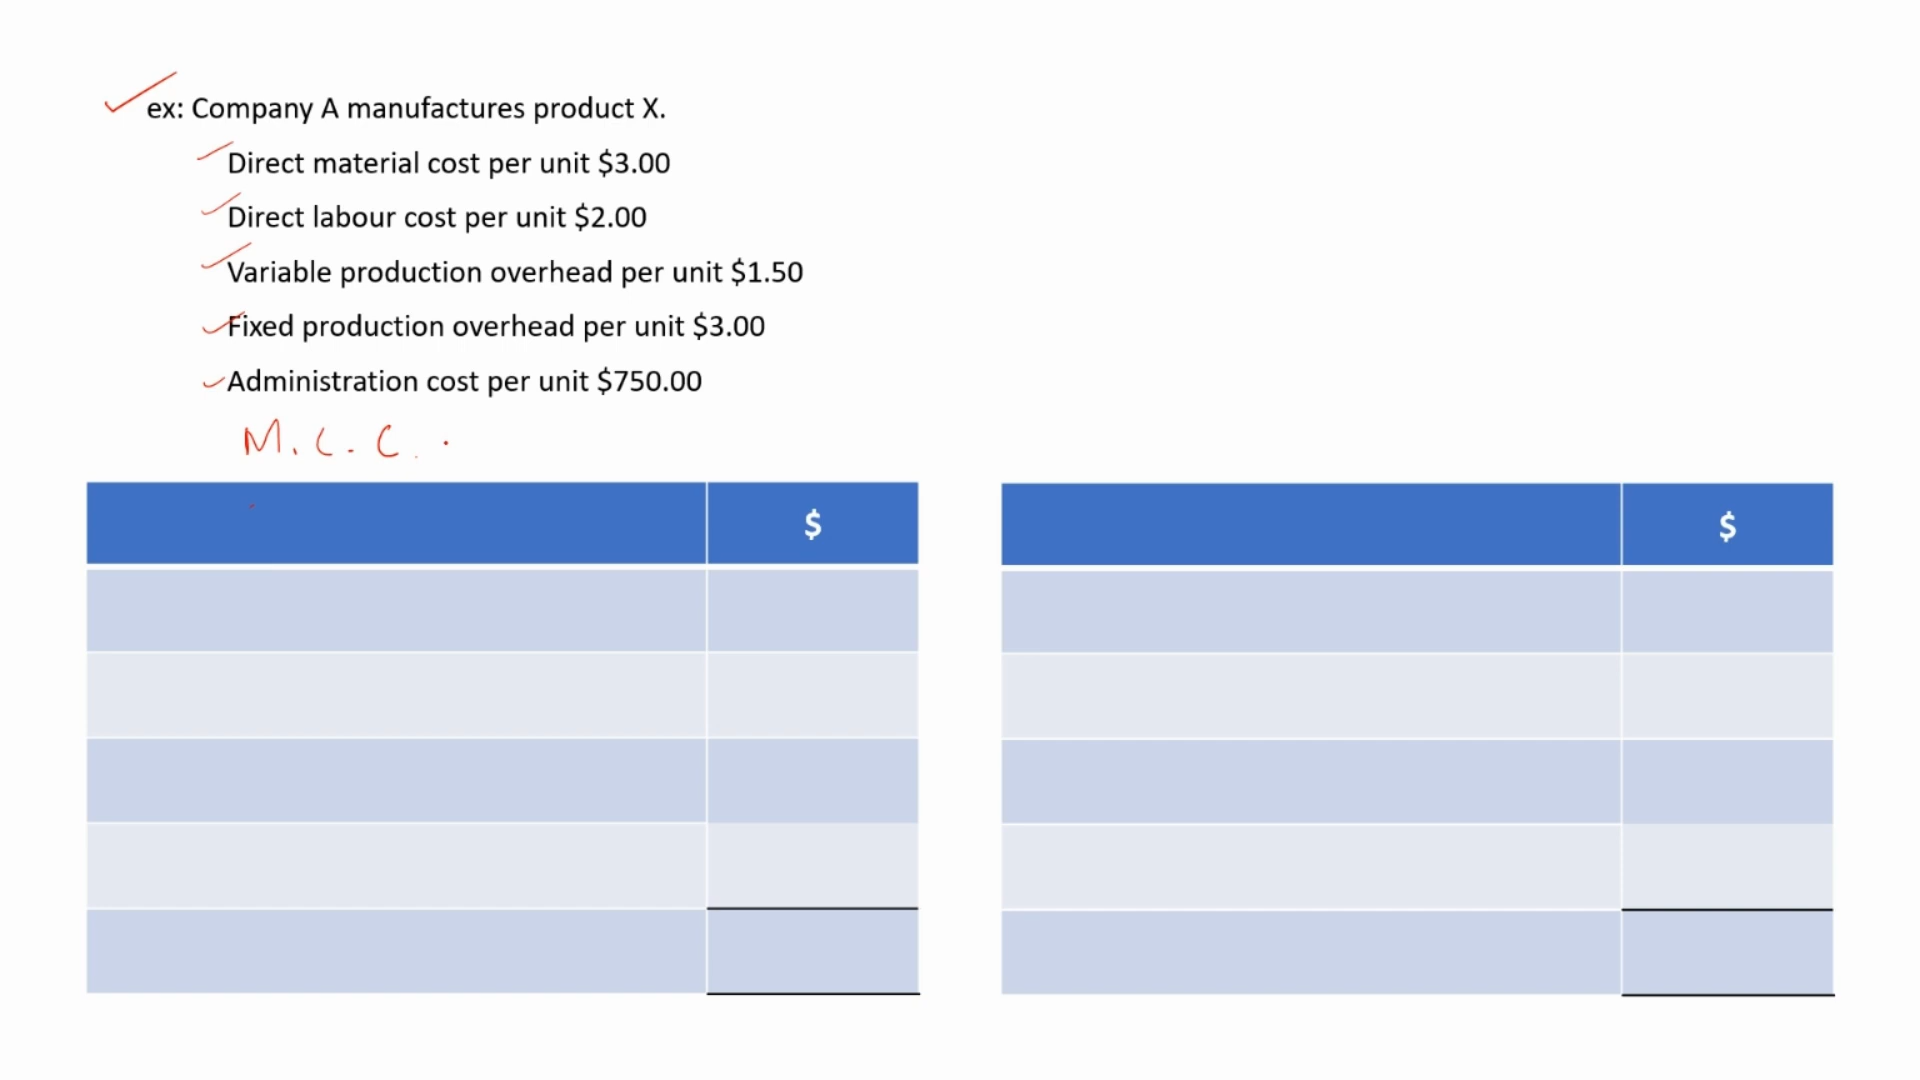 ex: Company A manufactures product X.
Direct material cost per unit $3.00
Direct labour cost per unit $2.00
Variable production overhead per unit $1.50
Fixed production overhead per unit $3.00
Administration cost per unit $750.00
M. C. C.
$
$